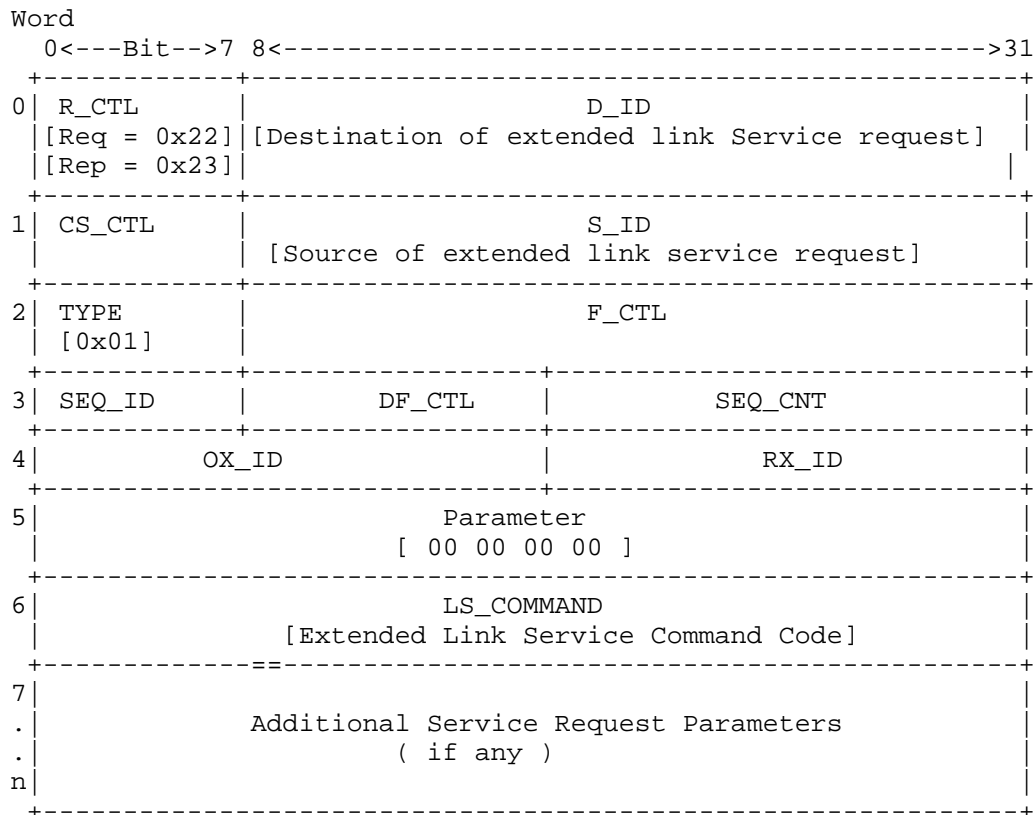 Word
0<---Bit-->7 8<-------------------------------------------->31
+------------+------------------------------------------------+
0| R_CTL | D_ID |
|[Req = 0x22]|[Destination of extended link Service request] |
|[Rep = 0x23]| |
+------------+------------------------------------------------+
1| CS_CTL | S_ID |
| | [Source of extended link service request] |
+------------+------------------------------------------------+
2| TYPE | F_CTL |
| [0x01] | |
+------------+------------------+-----------------------------+
3| SEQ_ID | DF_CTL | SEQ_CNT |
+------------+------------------+-----------------------------+
4| OX_ID | RX_ID |
+-------------------------------+-----------------------------+
5| Parameter |
| [ 00 00 00 00 ] |
+-------------------------------------------------------------+
6| LS_COMMAND |
| [Extended Link Service Command Code] |
+-------------==----------------------------------------------+
7| |
.| Additional Service Request Parameters |
.| ( if any ) |
n| |
+-------------------------------------------------------------+